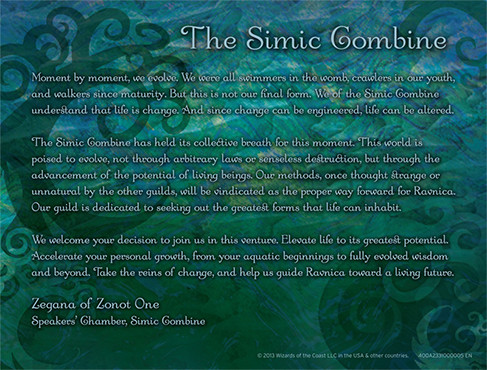 The Simic Combine
Moment by moment, we evolve. We were all swimmers in the womb, crawlers in our youth,
and walkers since maturity. But this is not our final form. We of the Simic Combine
understand that life is change. And since change can be engineered, life can be altered.
The Simic Combine has held its collective breath for this moment. This world is
poised to evolve, not through arbitrary laws or senseless destruction, but through the
advancement of the potential of living beings. Our methods, once thought strange or
unnatural by the other guilds, will be vindicated as the proper way forward for Ravnica.
Our guild is dedicated to seeking out the greatest forms that life can inhabit.
We welcome your decision to join us in this venture. Elevate life to its greatest potential.
Accelerate your personal growth, from your aquatic beginnings to fully evolved wisdom
and beyond. Take the reins of change, and help us guide Ravnica toward a living future.
Zegana of Zonot One
Speakers' Chamber, Simic Combine
© 2013 Wizards of the Coast LLC in the USA & other countries. EN